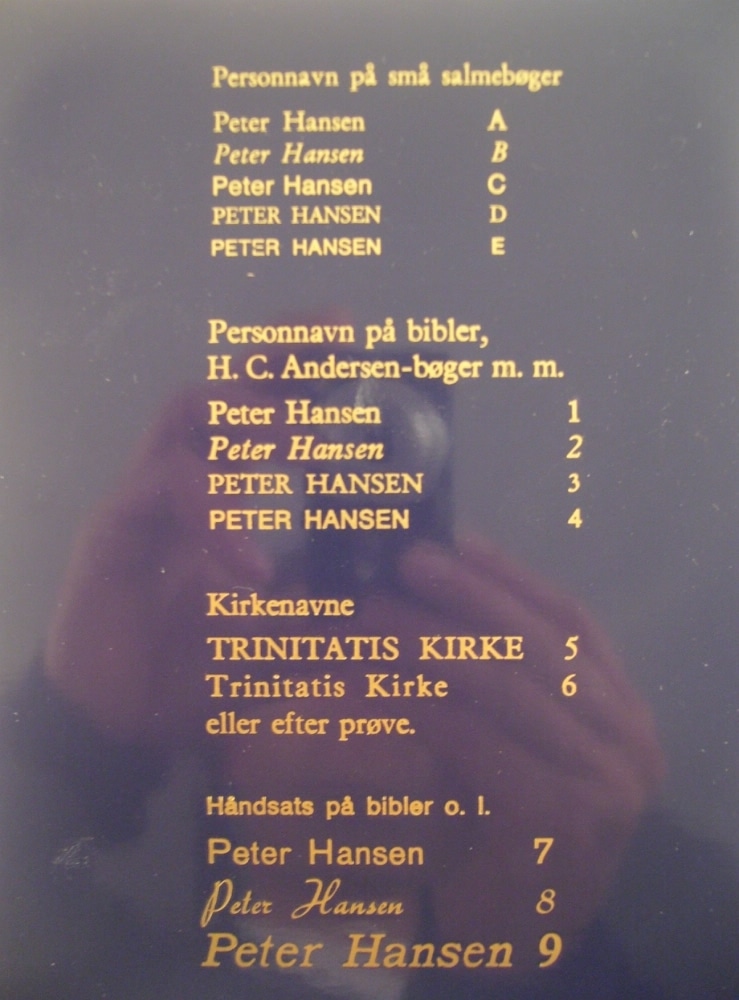 Personnavn på små salmebøger
Peter Hansen A
Peter Hansen B
Peter Hansen C
PETER HANSEN D
PETER HANSEN E
Personnavn på bibler,
H. C. Andersen-bøger m. m.
Peter Hansen 1
Peter Hansen 2
PETER HANSEN 3
PETER HANSEN 4
Kirkenavne
TRINITATIS KIRKE 5
Trinitatis Kirke 6
eller efter prøve.
Håndsats på bibler o. l.
Peter Hansen 7
Peter Hansen 8
Peter Hansen 9